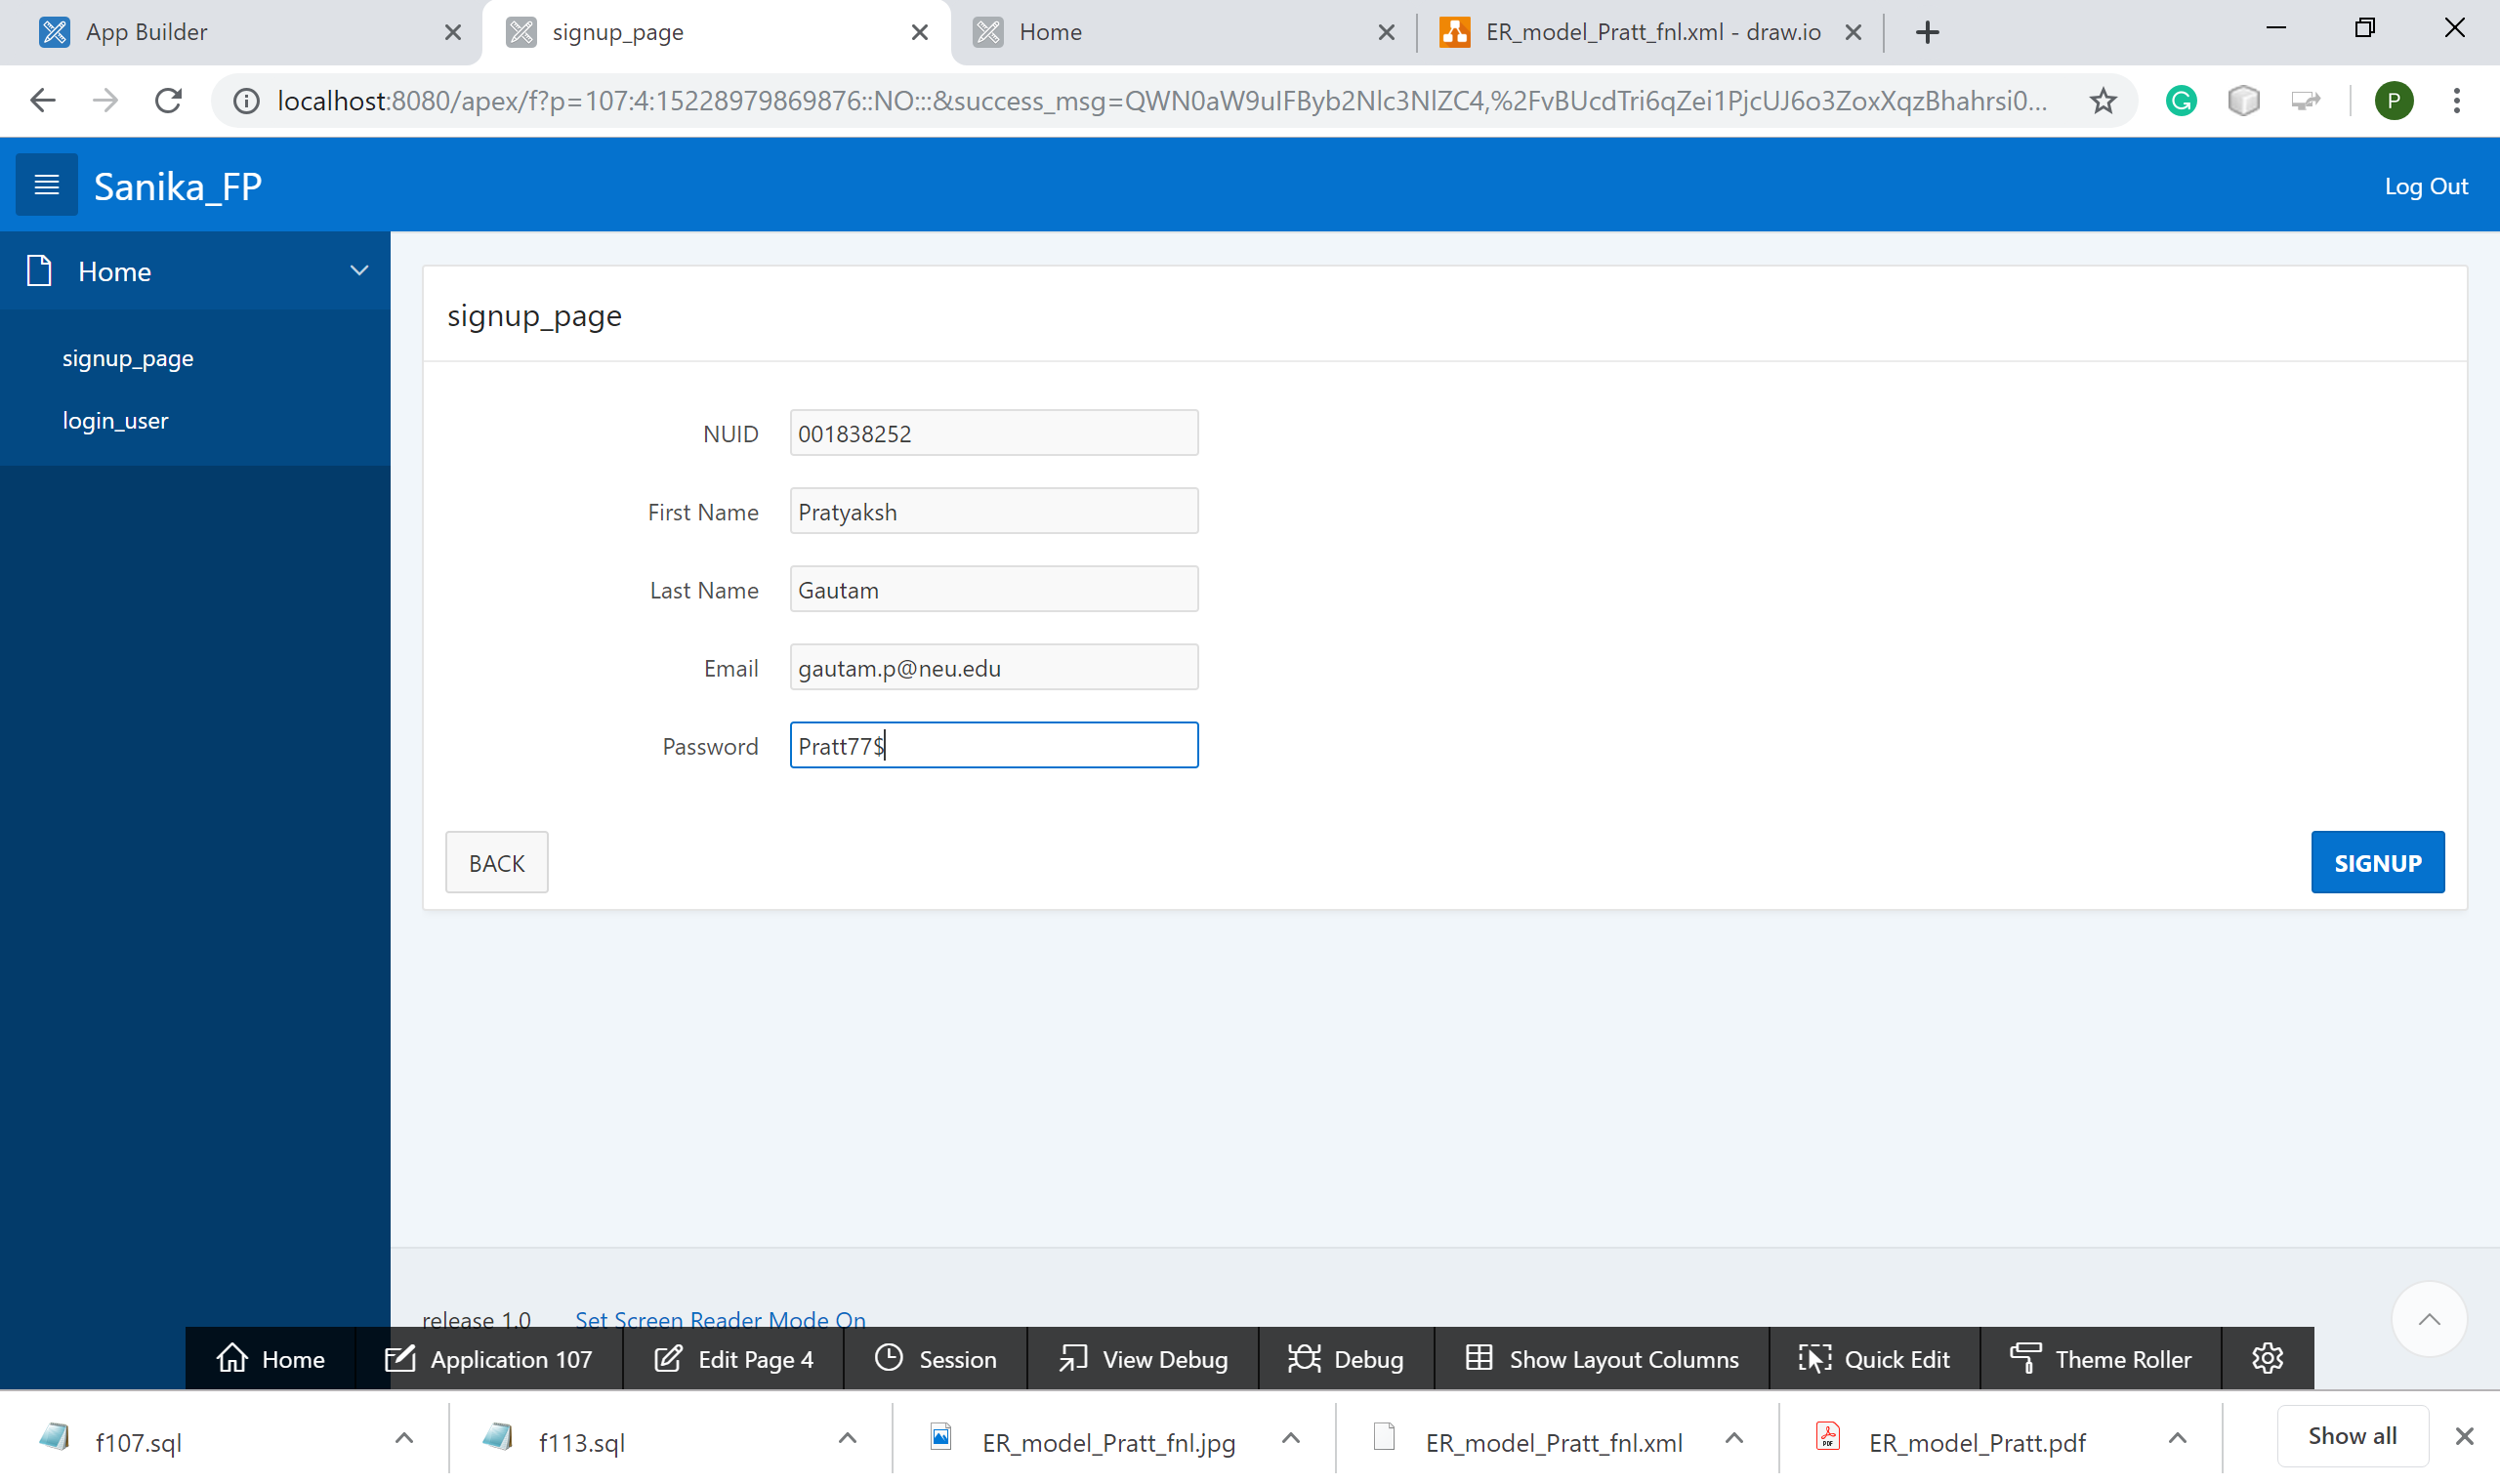 App Builder
signup_page
Home
ER_model_Pratt_fnl.xml - draw.io
localhost:8080/apex/f?p=107:4:15228979869876::NO:::&success_msg=QWN0aW9uIFByb2Nlc3NlZC4,%2FvBUcdTri6qZei1PjcUJ6o3ZoxXqzBhahrsi0...
P
Sanika_FP
Log Out
Home
signup_page
login_user
signup_page
NUID 001838252
First Name Pratyaksh
Last Name Gautam
Email gautam.p@neu.edu
Password Pratt77$
BACK
SIGNUP
release 1.0 Set Screen Reader Mode On
Home
Application 107
Edit Page 4
Session
View Debug
Debug
Show Layout Columns
Quick Edit
Theme Roller
f107.sql
f113.sql
ER_model_Pratt_fnl.jpg
ER_model_Pratt_fnl.xml
PDF
ER_model_Pratt.pdf
Show all